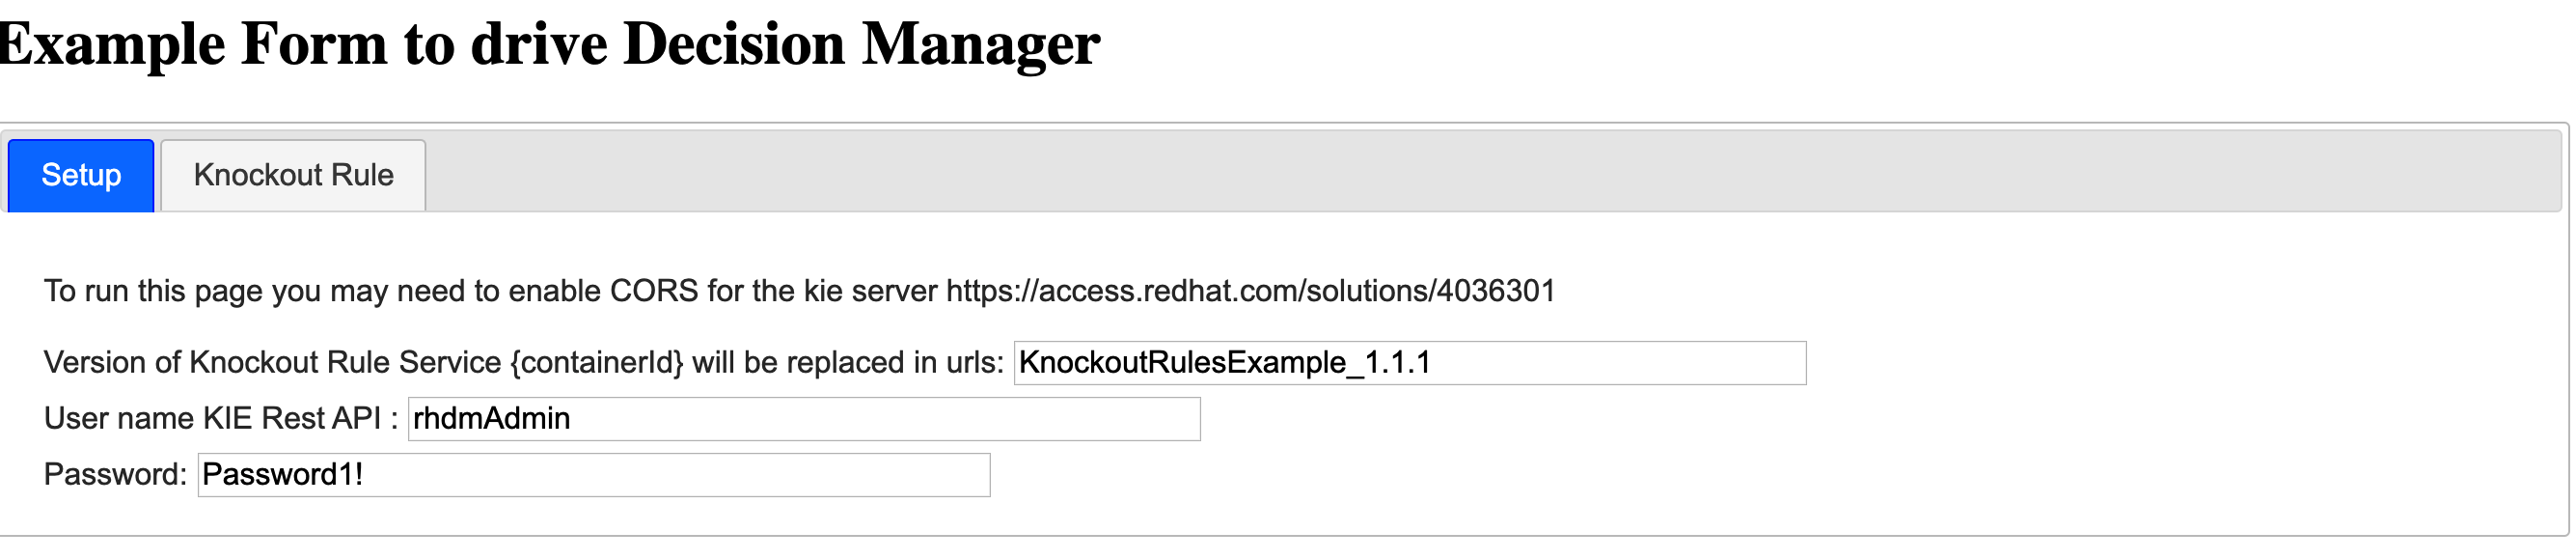 Example Form to drive Decision Manager
Setup
Knockout Rule
To run this page you may need to enable CORS for the kie server https://access.redhat.com/solutions/4036301
Version of Knockout Rule Service {containerId} will be replaced in urls: KnockoutRulesExample_1.1.1
User name KIE Rest API : rhdmAdmin
Password: Password1!